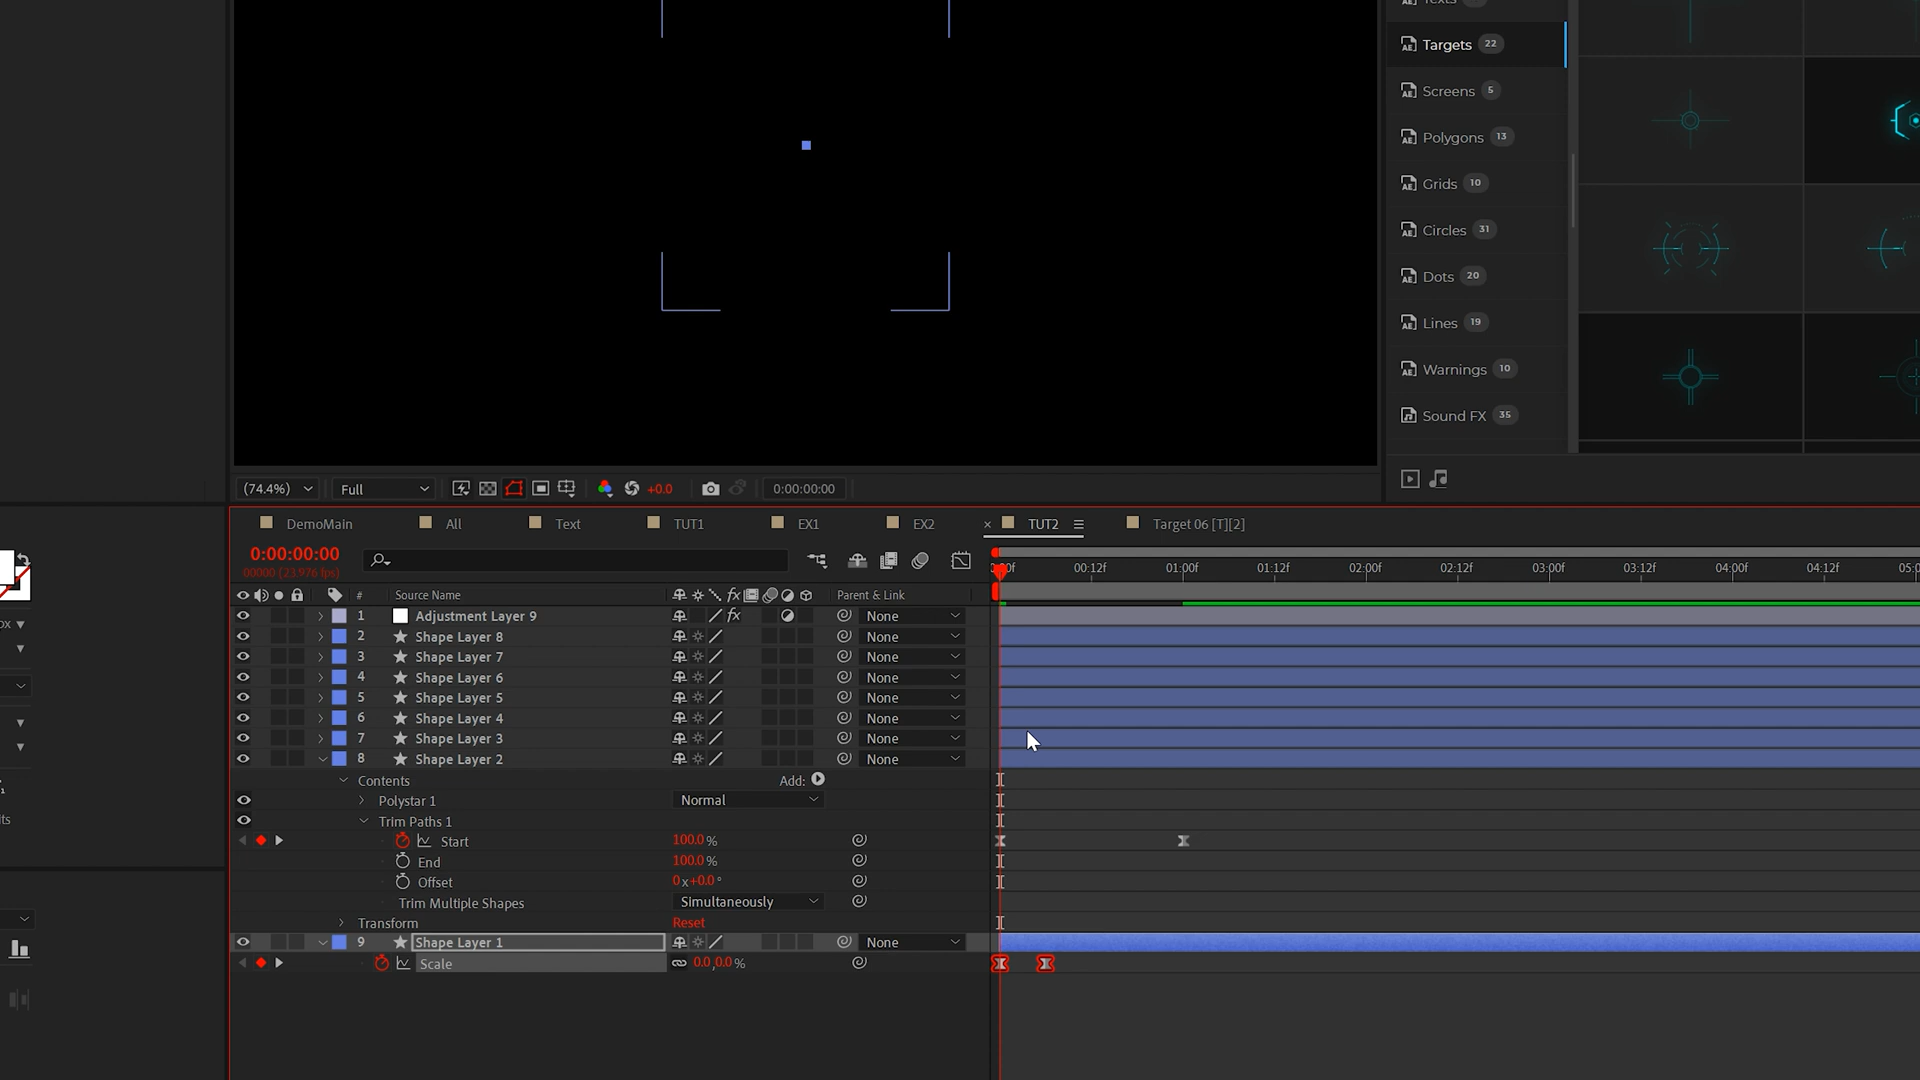 Texts
Targets 22
Screens 5
Polygons 13
Grids 10
Circles 31
Dots 20
Lines 19
Warnings 10
Sound FX 35
(74.4%) Full +0.0 0:00:00:00
DemoMain All Text TUT1 EX1 EX2 × TUT2 Target 06 [T][2]
0:00:00:00
00000 (23.976 fps)
00:12f 01:00f 01:12f 02:00f 02:12f 03:00f 03:12f 04:00f 04:12f
# Source Name fx Parent & Link
1 Adjustment Layer 9 fx None
2 Shape Layer 8 None
3 Shape Layer 7 None
4 Shape Layer 6 None
5 Shape Layer 5 None
6 Shape Layer 4 None
7 Shape Layer 3 None
8 Shape Layer 2 None
Contents Add:
Polystar 1 Normal
Trim Paths 1
Start 100.0 %
End 100.0 %
Offset 0 x +0.0 °
Trim Multiple Shapes Simultaneously
Transform Reset
9 Shape Layer 1 None
Scale 0.0 ,0.0 %